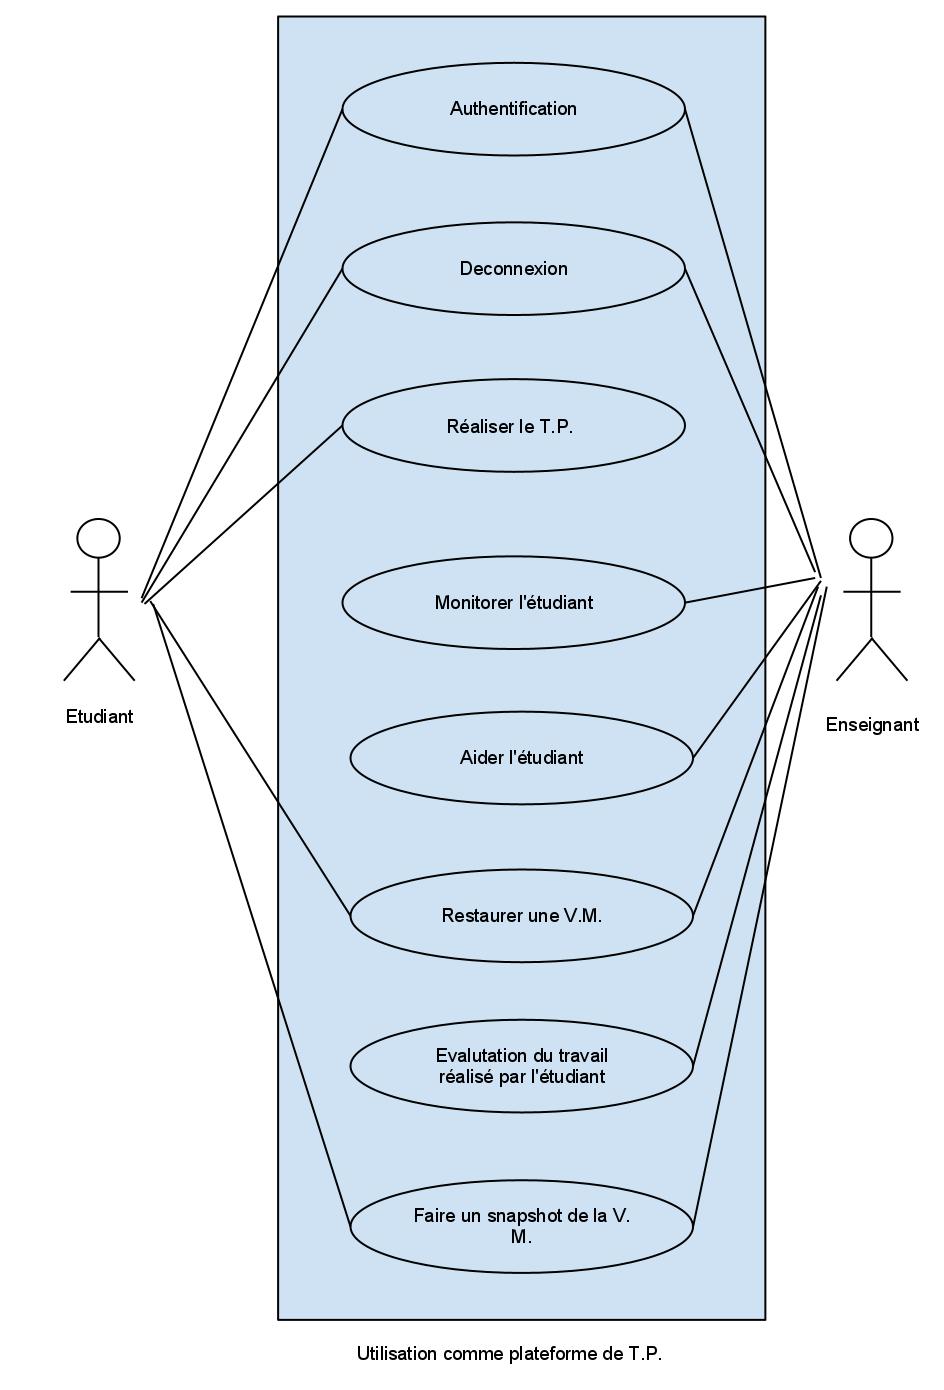 Authentification
Deconnexion
Réaliser le T.P.
Monitorer l'étudiant
Etudiant
Enseignant
Aider l'étudiant
Restaurer une V.M.
Evalutation du travail
réalisé par l'étudiant
Faire un snapshot de la V.
M.
Utilisation comme plateforme de T.P.